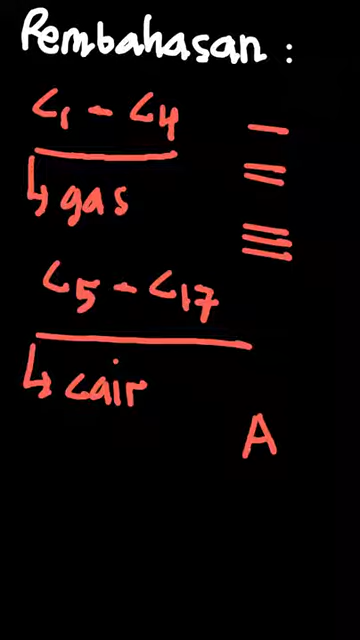 Pembahasan :
C₁ - C₄
↳ gas
C₅ - C₁₇
↳ cair
A